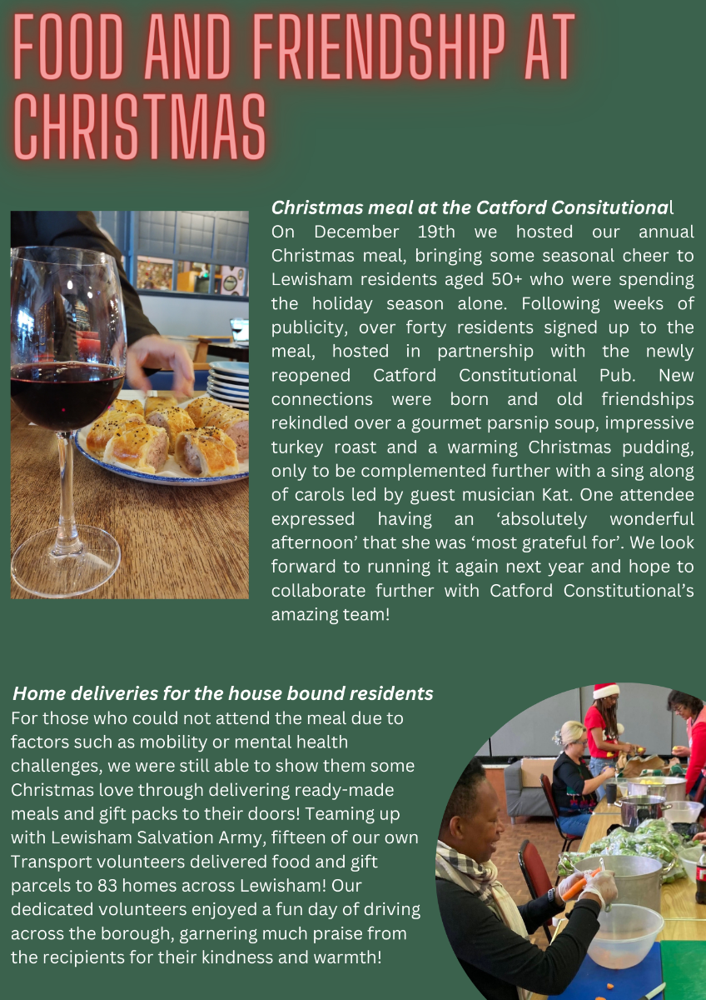 FOOD AND FRIENDSHIP AT
CHRISTMAS
Christmas meal at the Catford Consitutional
On December 19th we hosted our annual
Christmas meal, bringing some seasonal cheer to
Lewisham residents aged 50+ who were spending
the holiday season alone. Following weeks of
publicity, over forty residents signed up to the
meal, hosted in partnership with the newly
reopened Catford Constitutional Pub. New
connections were born and old friendships
rekindled over a gourmet parsnip soup, impressive
turkey roast and a warming Christmas pudding,
only to be complemented further with a sing along
of carols led by guest musician Kat. One attendee
expressed having an ‘absolutely wonderful
afternoon’ that she was ‘most grateful for’. We look
forward to running it again next year and hope to
collaborate further with Catford Constitutional’s
amazing team!
Home deliveries for the house bound residents
For those who could not attend the meal due to
factors such as mobility or mental health
challenges, we were still able to show them some
Christmas love through delivering ready-made
meals and gift packs to their doors! Teaming up
with Lewisham Salvation Army, fifteen of our own
Transport volunteers delivered food and gift
parcels to 83 homes across Lewisham! Our
dedicated volunteers enjoyed a fun day of driving
across the borough, garnering much praise from
the recipients for their kindness and warmth!